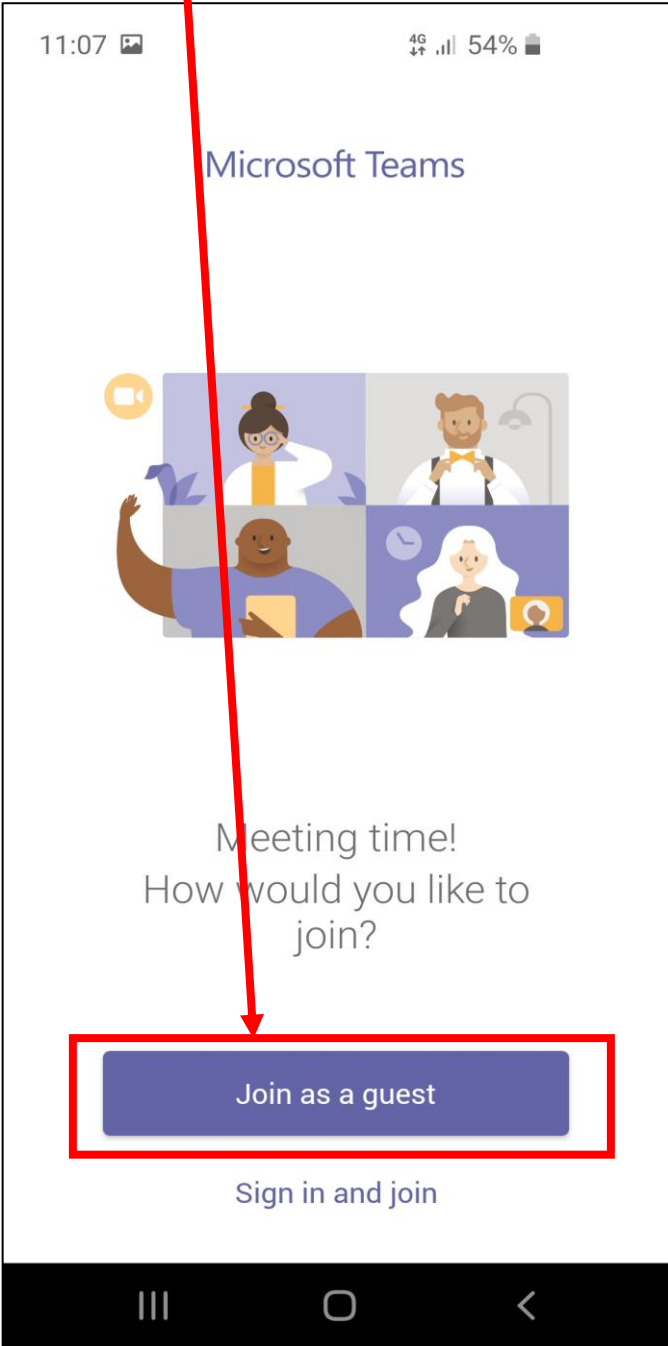 11:07 4G 54%
Microsoft Teams
Meeting time!
How would you like to
join?
Join as a guest
Sign in and join